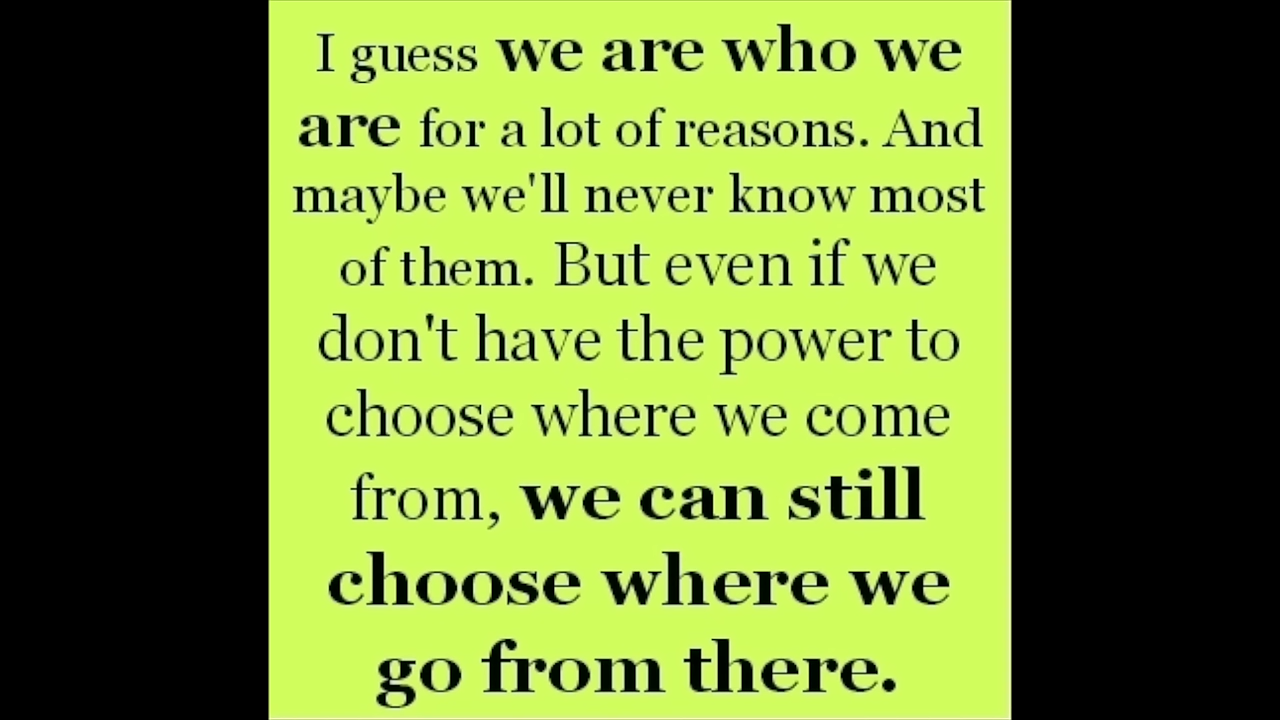 I guess we are who we
are for a lot of reasons. And
maybe we'll never know most
of them. But even if we
don't have the power to
choose where we come
from, we can still
choose where we
go from there.